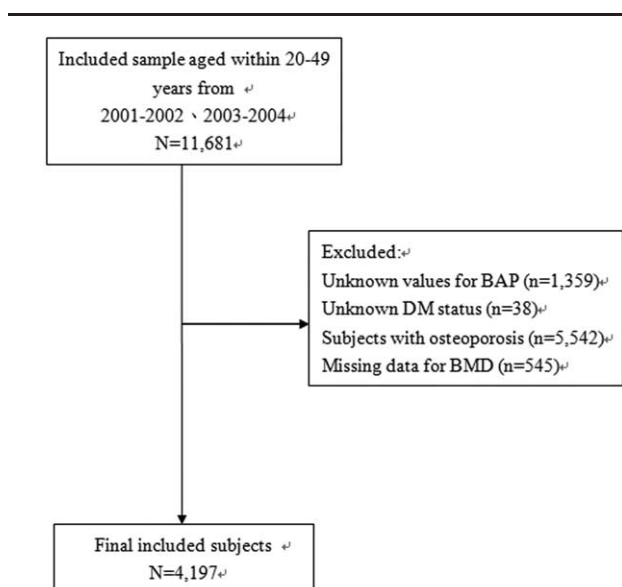 Included sample aged within 20-49
years from ↵
2001-2002、2003-2004↵
N=11,681↵
Excluded:↵
Unknown values for BAP (n=1,359)↵
Unknown DM status (n=38)↵
Subjects with osteoporosis (n=5,542)↵
Missing data for BMD (n=545)↵
Final included subjects ↵
N=4,197↵